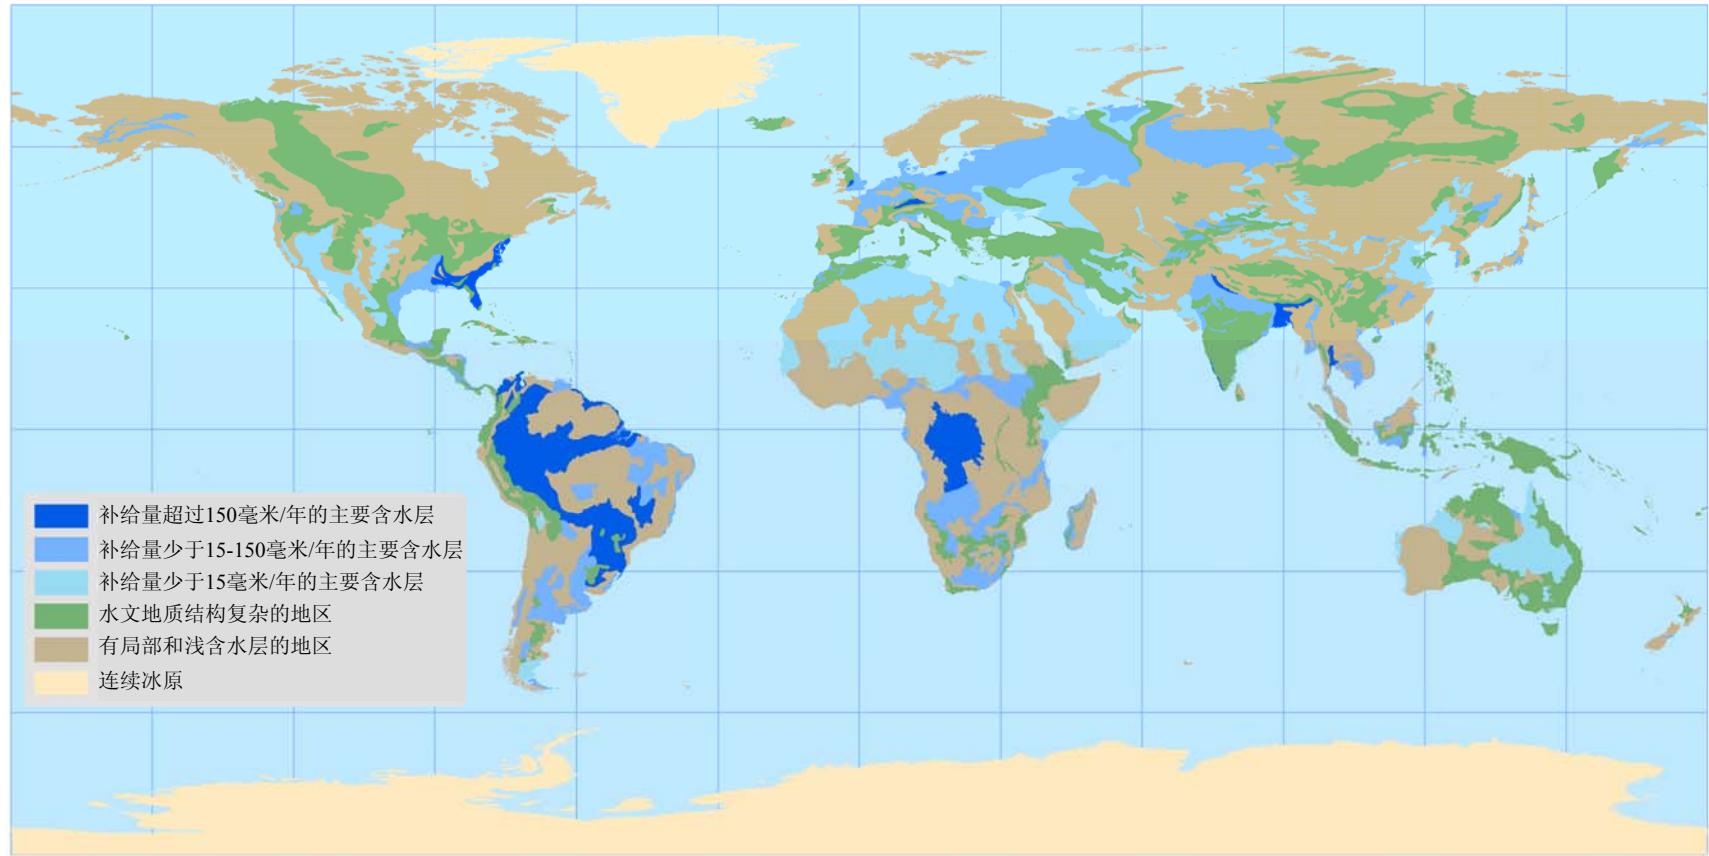 补给量超过150毫米/年的主要含水层
补给量少于15-150毫米/年的主要含水层
补给量少于15毫米/年的主要含水层
水文地质结构复杂的地区
有局部和浅含水层的地区
连续冰原